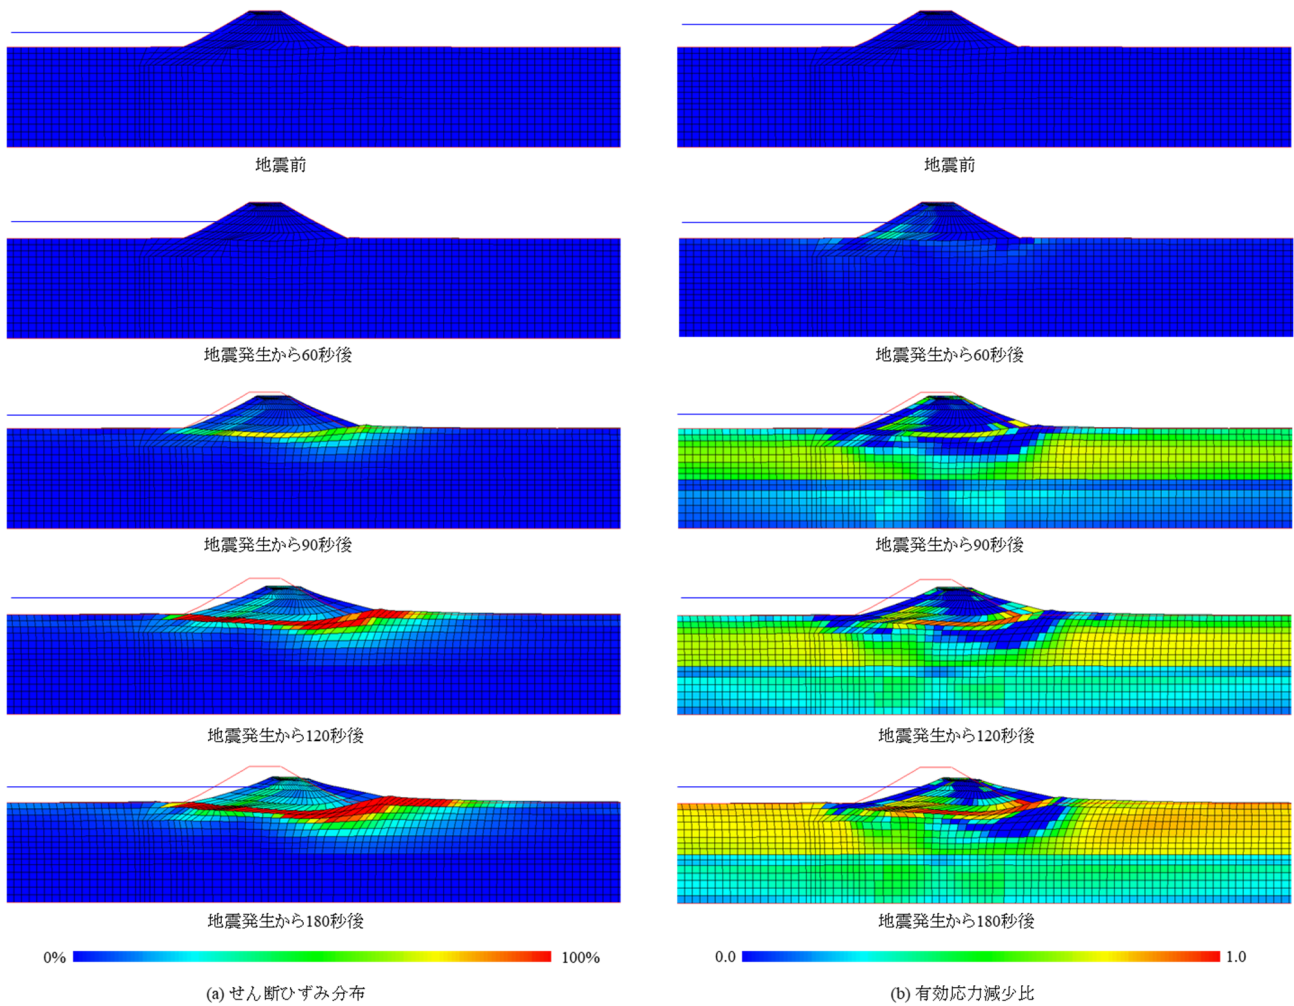 地震前
地震前
地震発生から60秒後
地震発生から60秒後
地震発生から90秒後
地震発生から90秒後
地震発生から120秒後
地震発生から120秒後
地震発生から180秒後
地震発生から180秒後
0% 100%
0.0 1.0
(a) せん断ひずみ分布
(b) 有効応力減少比